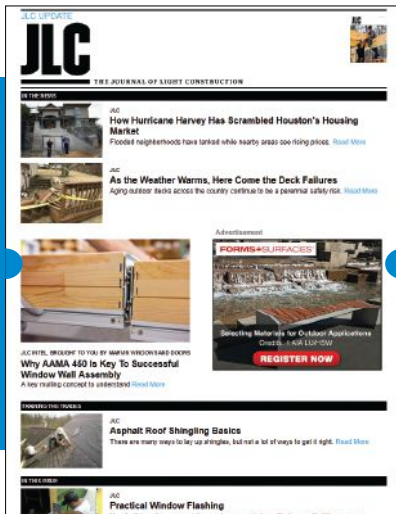 JLC UPDATE
JLC
THE JOURNAL OF LIGHT CONSTRUCTION
IN THE NEWS
JLC
How Hurricane Harvey Has Scrambled Houston's Housing
Market
Flooded neighborhoods have tanked while nearby areas see rising prices. Read More
JLC
As the Weather Warms, Here Come the Deck Failures
Aging outdoor decks across the country continue to be a perennial safety risk. Read More
Advertisement
FORMS+SURFACES
Selecting Materials for Outdoor Applications
Credits: 1 AIA LU/HSW
REGISTER NOW
JLC INTEL, BROUGHT TO YOU BY MARVIN WINDOWS AND DOORS
Why AAMA 450 Is Key To Successful
Window Wall Assembly
A key mulling concept to understand Read More
TRAINING THE TRADES
JLC
Asphalt Roof Shingling Basics
There are many ways to lay up shingles, but not a lot of ways to get it right. Read More
IN THIS ISSUE
JLC
Practical Window Flashing